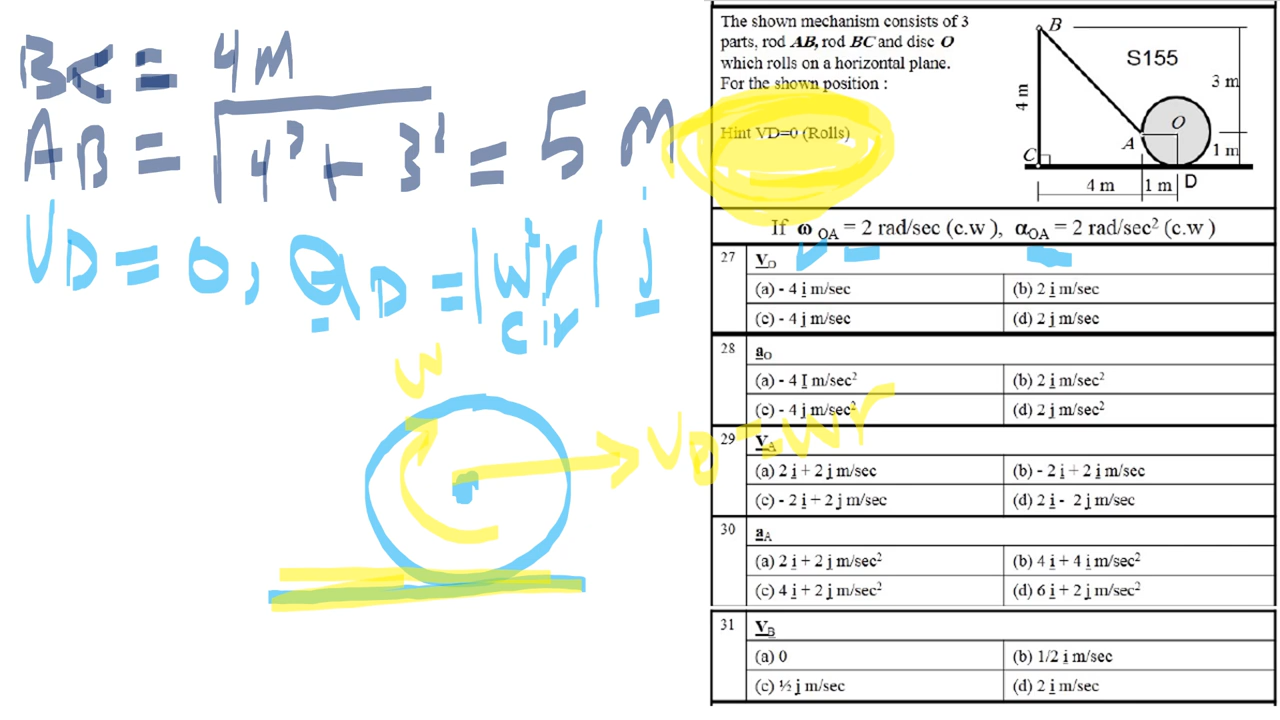 BC = 4m
AB = √4² + 3² = 5 m
VD = 0, aD = |w²r| j
cir
w
VD = wr
The shown mechanism consists of 3
parts, rod AB, rod BC and disc O
which rolls on a horizontal plane.
For the shown position :
Hint VD=0 (Rolls)
B
S155
3 m
4 m
O
A
1 m
C
4 m
1 m
D
If ω OA = 2 rad/sec (c.w ), αOA = 2 rad/sec² (c.w )
27 VO
(a) - 4 i m/sec (b) 2 i m/sec
(c) - 4 j m/sec (d) 2 j m/sec
28 aO
(a) - 4 I m/sec² (b) 2 i m/sec²
(c) - 4 j m/sec² (d) 2 j m/sec²
29 VA
(a) 2 i + 2 j m/sec (b) - 2 i + 2 i m/sec
(c) - 2 i + 2 j m/sec (d) 2 i - 2 j m/sec
30 aA
(a) 2 i + 2 j m/sec² (b) 4 i + 4 i m/sec²
(c) 4 i + 2 j m/sec² (d) 6 i + 2 j m/sec²
31 VB
(a) 0 (b) 1/2 i m/sec
(c) ½ j m/sec (d) 2 i m/sec